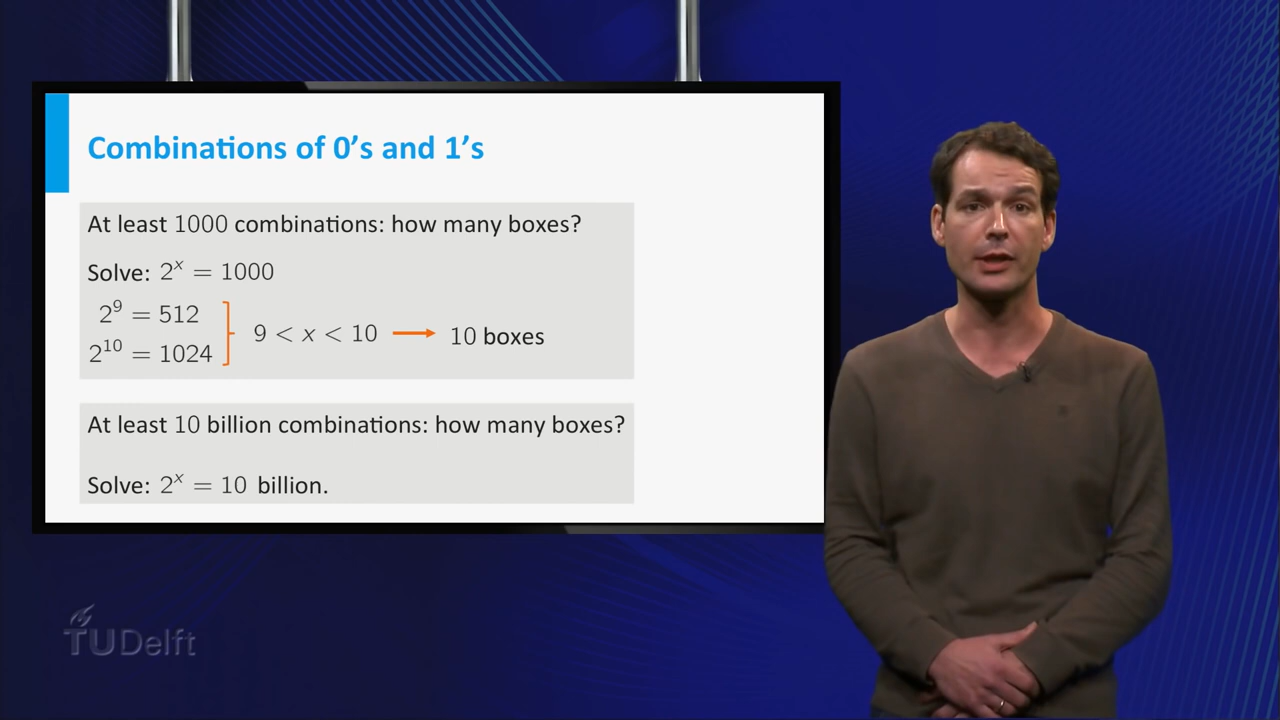 Combinations of 0's and 1's
At least 1000 combinations: how many boxes?
Solve: 2^x = 1000
2^9 = 512
9 < x < 10 → 10 boxes
2^10 = 1024
At least 10 billion combinations: how many boxes?
Solve: 2^x = 10 billion.
TUDelft